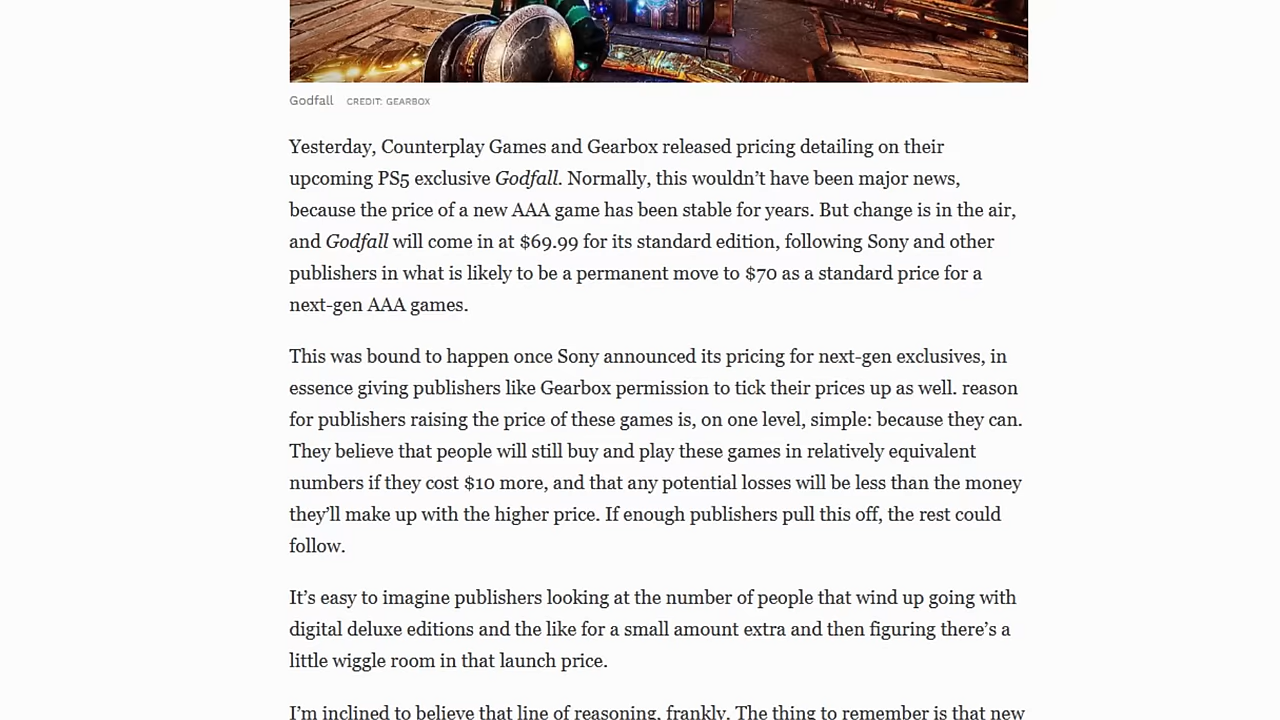 Godfall CREDIT: GEARBOX
Yesterday, Counterplay Games and Gearbox released pricing detailing on their
upcoming PS5 exclusive Godfall. Normally, this wouldn’t have been major news,
because the price of a new AAA game has been stable for years. But change is in the air,
and Godfall will come in at $69.99 for its standard edition, following Sony and other
publishers in what is likely to be a permanent move to $70 as a standard price for a
next-gen AAA games.
This was bound to happen once Sony announced its pricing for next-gen exclusives, in
essence giving publishers like Gearbox permission to tick their prices up as well. reason
for publishers raising the price of these games is, on one level, simple: because they can.
They believe that people will still buy and play these games in relatively equivalent
numbers if they cost $10 more, and that any potential losses will be less than the money
they’ll make up with the higher price. If enough publishers pull this off, the rest could
follow.
It’s easy to imagine publishers looking at the number of people that wind up going with
digital deluxe editions and the like for a small amount extra and then figuring there’s a
little wiggle room in that launch price.
I’m inclined to believe that line of reasoning, frankly. The thing to remember is that new